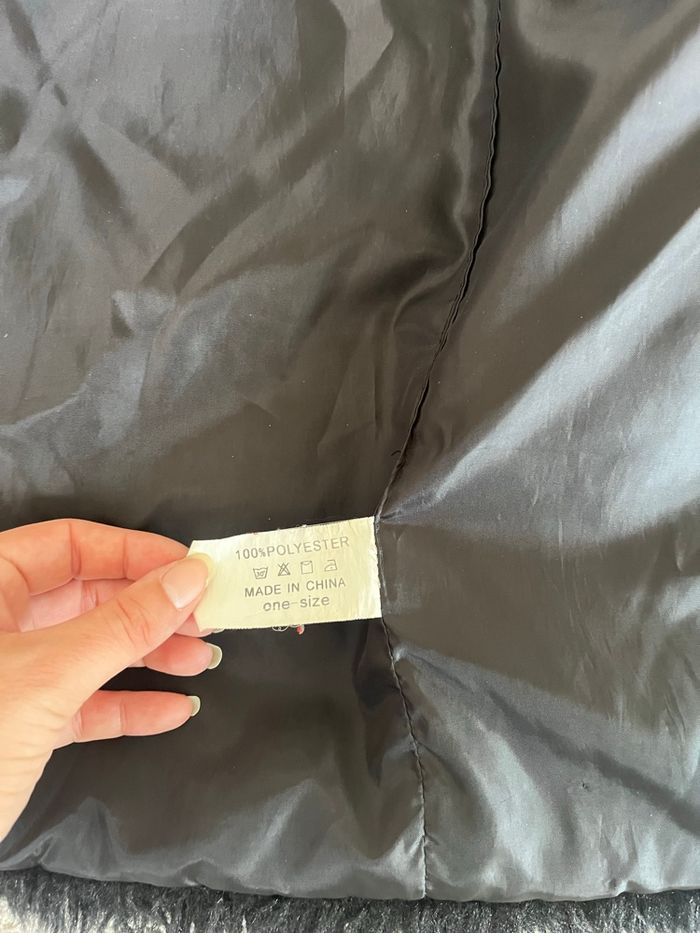 100%POLYESTER
MADE IN CHINA
one-size